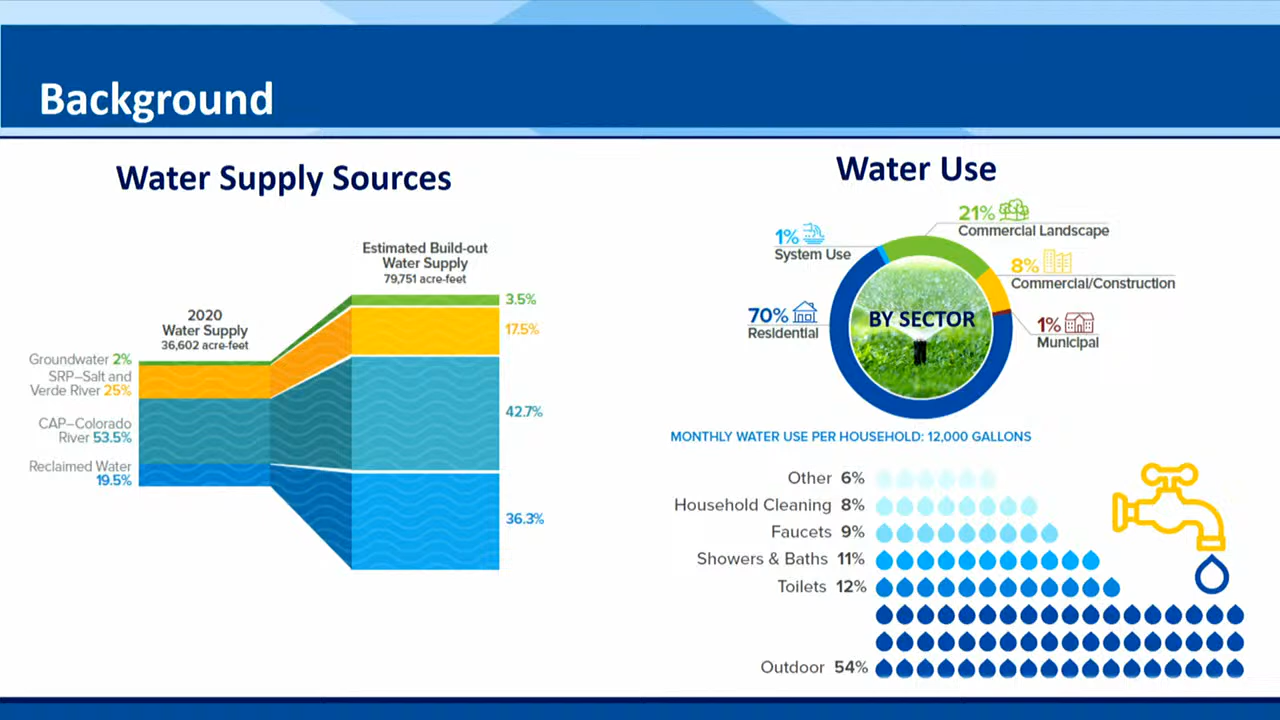 Background
Water Supply Sources
2020
Water Supply
36,602 acre-feet
Estimated Build-out
Water Supply
79,751 acre-feet
Groundwater 2%
SRP–Salt and
Verde River 25%
CAP–Colorado
River 53.5%
Reclaimed Water
19.5%
3.5%
17.5%
42.7%
36.3%
Water Use
21%
Commercial Landscape
1%
System Use
8%
Commercial/Construction
70%
Residential
BY SECTOR
1%
Municipal
MONTHLY WATER USE PER HOUSEHOLD: 12,000 GALLONS
Other 6%
Household Cleaning 8%
Faucets 9%
Showers & Baths 11%
Toilets 12%
Outdoor 54%